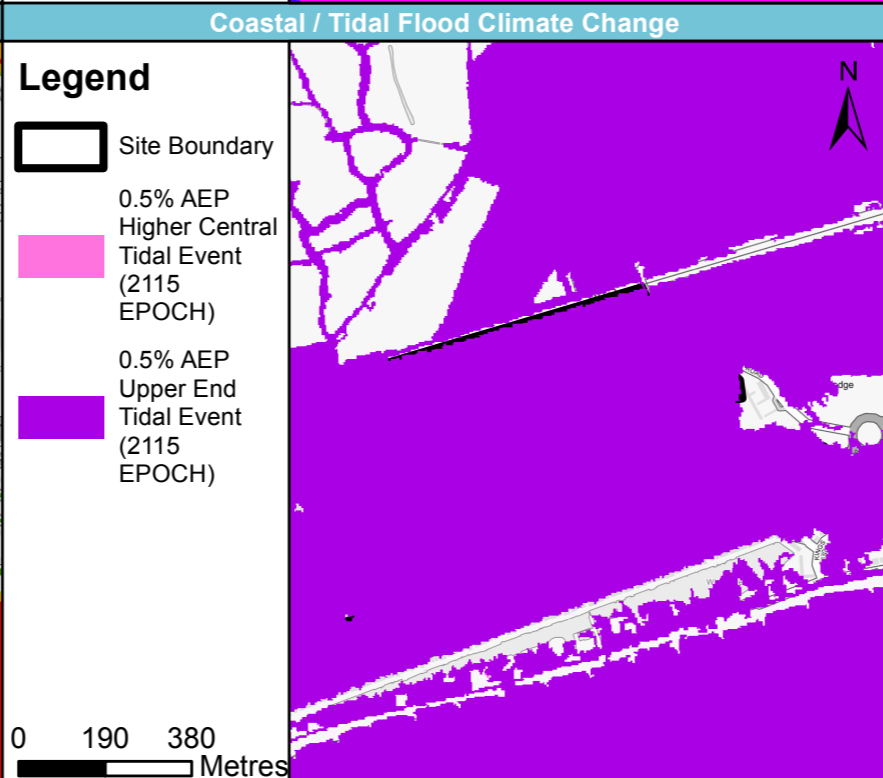 Coastal / Tidal Flood Climate Change
Legend
Site Boundary
0.5% AEP
Higher Central
Tidal Event
(2115
EPOCH)
0.5% AEP
Upper End
Tidal Event
(2115
EPOCH)
0 190 380
Metres
N